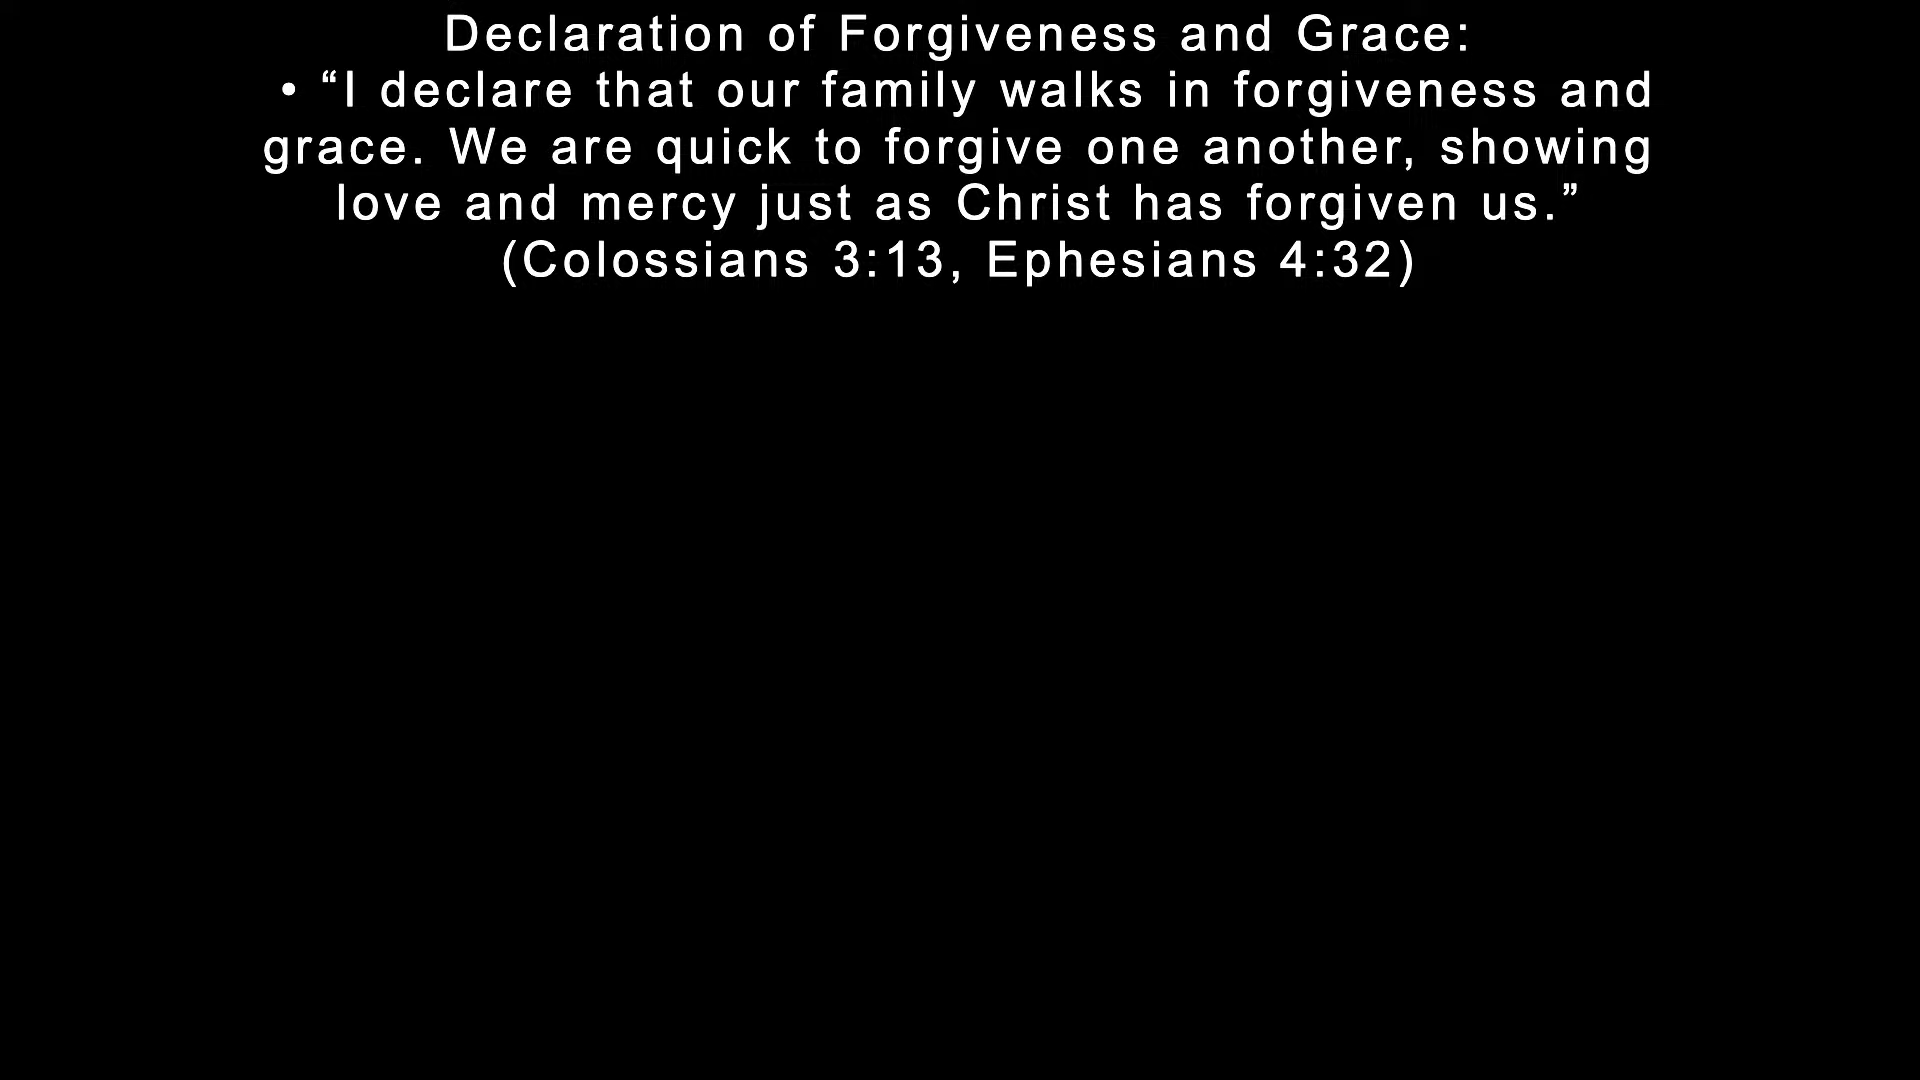 Declaration of Forgiveness and Grace:
• “I declare that our family walks in forgiveness and
grace. We are quick to forgive one another, showing
love and mercy just as Christ has forgiven us.”
(Colossians 3:13, Ephesians 4:32)